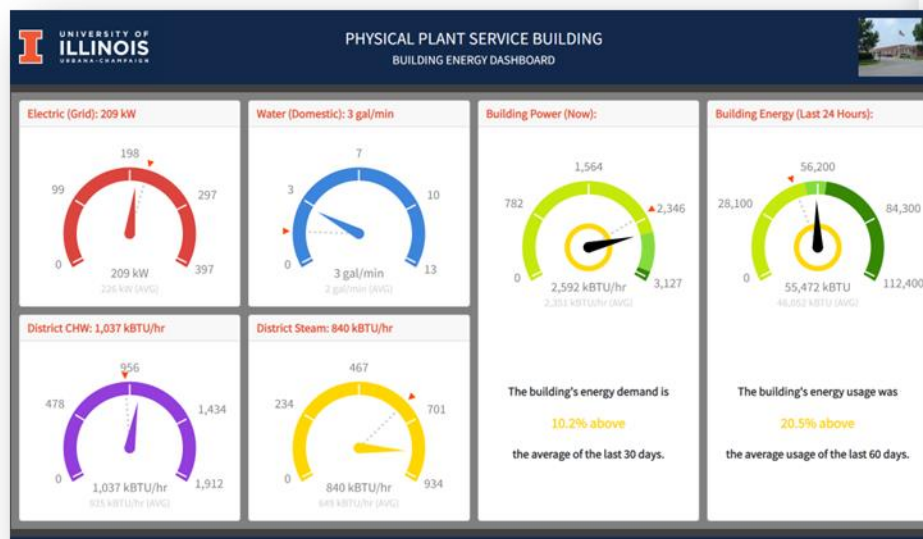 UNIVERSITY OF
ILLINOIS
URBANA-CHAMPAIGN
PHYSICAL PLANT SERVICE BUILDING
BUILDING ENERGY DASHBOARD
Electric (Grid): 209 kW
198
99
297
0
397
209 kW
226 kW (AVG)
Water (Domestic): 3 gal/min
7
3
10
0
13
3 gal/min
2 gal/min (AVG)
Building Power (Now):
1,564
782
2,346
0
3,127
2,592 kBTU/hr
2,351 kBTU/hr (AVG)
The building's energy demand is
10.2% above
the average of the last 30 days.
Building Energy (Last 24 Hours):
56,200
28,100
84,300
0
112,400
55,472 kBTU
46,052 kBTU (AVG)
The building's energy usage was
20.5% above
the average usage of the last 60 days.
District CHW: 1,037 kBTU/hr
956
478
1,434
0
1,912
1,037 kBTU/hr
925 kBTU/hr (AVG)
District Steam: 840 kBTU/hr
467
234
701
0
934
840 kBTU/hr
649 kBTU/hr (AVG)